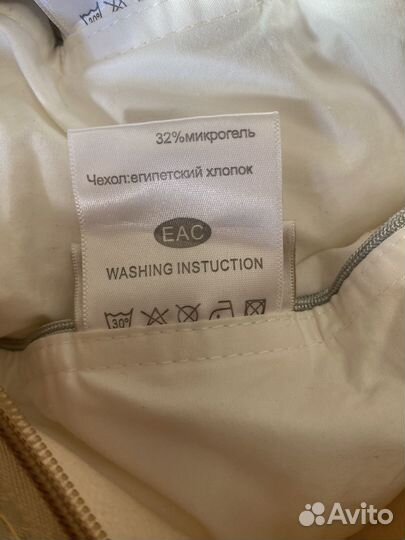 32%микрогель
Чехол:египетский хлопок
EAC
WASHING INSTUCTION
30°
Avito